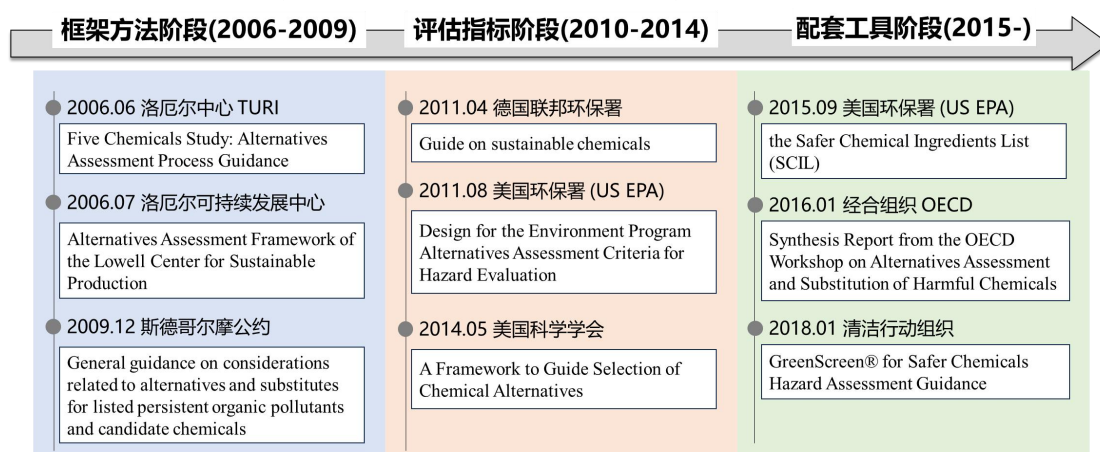 框架方法阶段(2006-2009)
评估指标阶段(2010-2014)
配套工具阶段(2015-)
2006.06 洛厄尔中心 TURI
Five Chemicals Study: Alternatives
Assessment Process Guidance
2006.07 洛厄尔可持续发展中心
Alternatives Assessment Framework of
the Lowell Center for Sustainable
Production
2009.12 斯德哥尔摩公约
General guidance on considerations
related to alternatives and substitutes
for listed persistent organic pollutants
and candidate chemicals
2011.04 德国联邦环保署
Guide on sustainable chemicals
2011.08 美国环保署 (US EPA)
Design for the Environment Program
Alternatives Assessment Criteria for
Hazard Evaluation
2014.05 美国科学学会
A Framework to Guide Selection of
Chemical Alternatives
2015.09 美国环保署 (US EPA)
the Safer Chemical Ingredients List
(SCIL)
2016.01 经合组织 OECD
Synthesis Report from the OECD
Workshop on Alternatives Assessment
and Substitution of Harmful Chemicals
2018.01 清洁行动组织
GreenScreen® for Safer Chemicals
Hazard Assessment Guidance